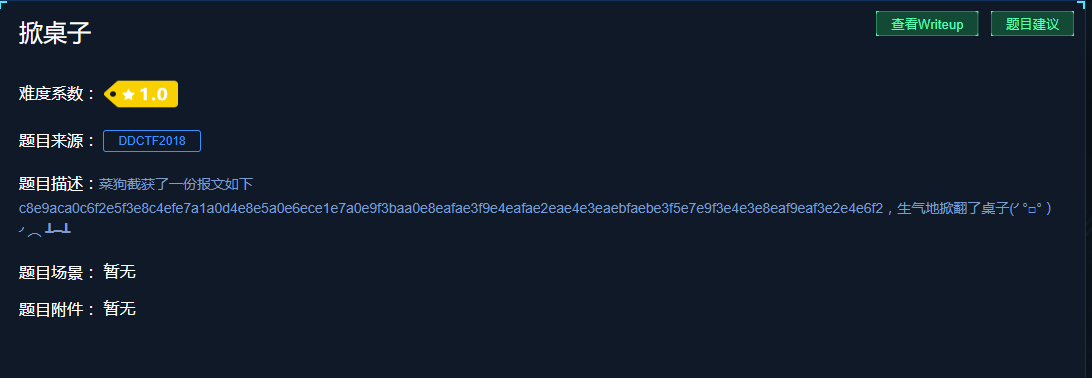 掀桌子
查看Writeup
题目建议
难度系数： ★ 1.0
题目来源： DDCTF2018
题目描述：菜狗截获了一份报文如下
c8e9aca0c6f2e5f3e8c4efe7a1a0d4e8e5a0e6ece1e7a0e9f3baa0e8eafae3f9e4eafae2eae4e3eaebfaebe3f5e7e9f3e4e3e8eaf9eaf3e2e4e6f2，生气地掀翻了桌子(╯°□°）
╯︵ ┻━┻
题目场景： 暂无
题目附件： 暂无